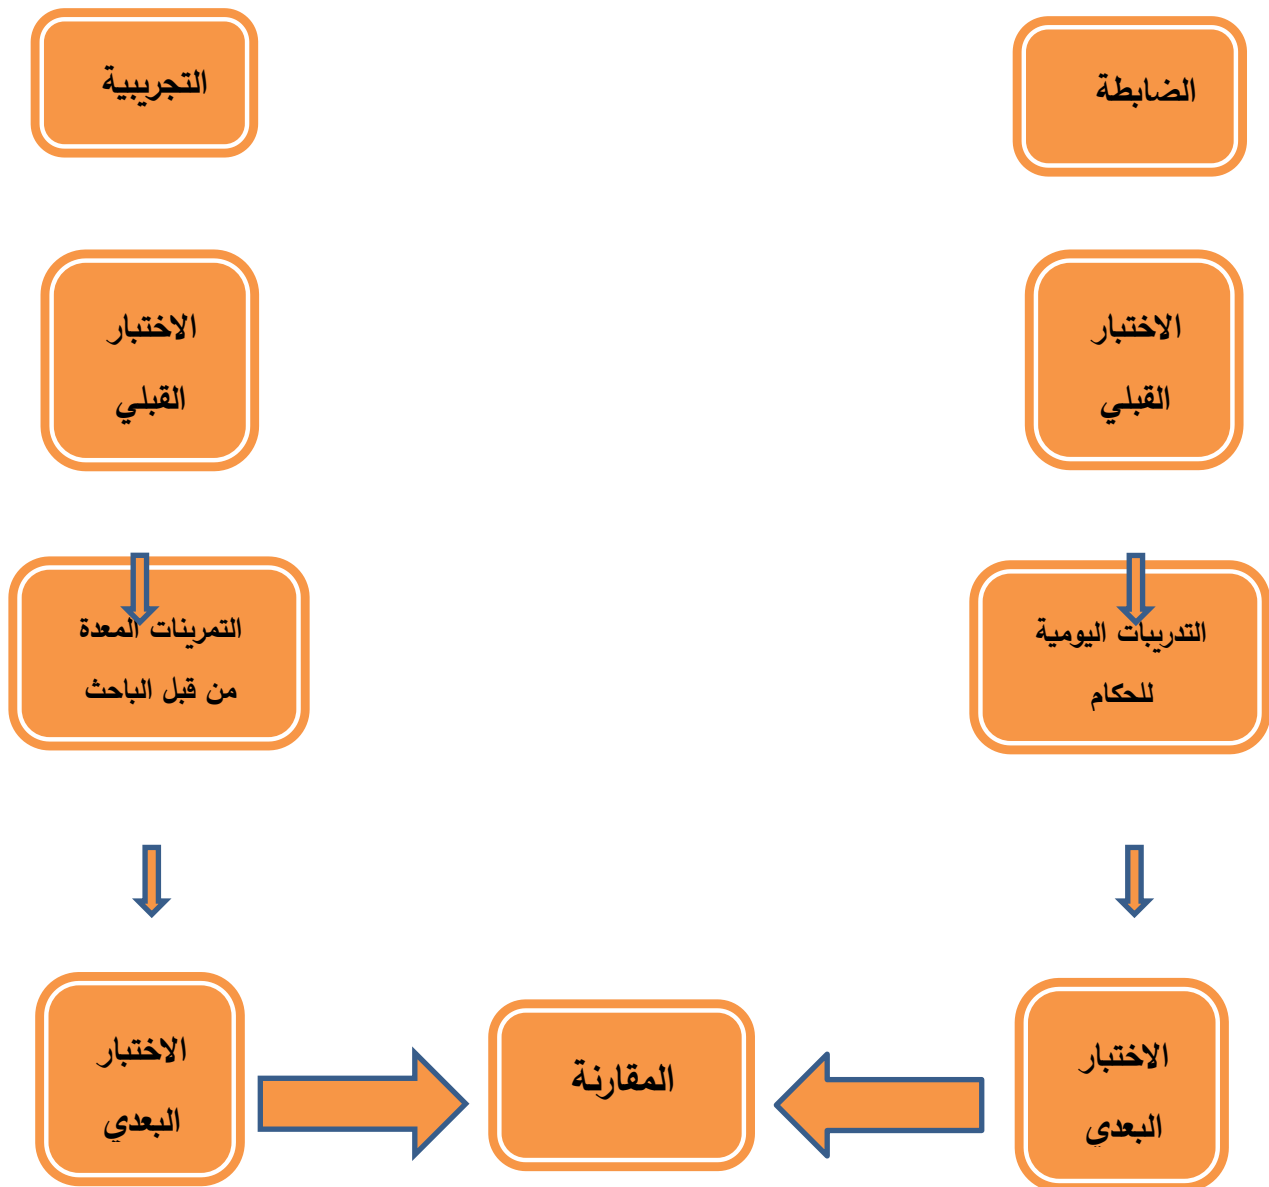 الضابطة
التجريبية
الاختبار
القبلي
الاختبار
القبلي
التدريبات اليومية
للحكام
التمرينات المعدة
من قبل الباحث
الاختبار
البعدي
المقارنة
الاختبار
البعدي